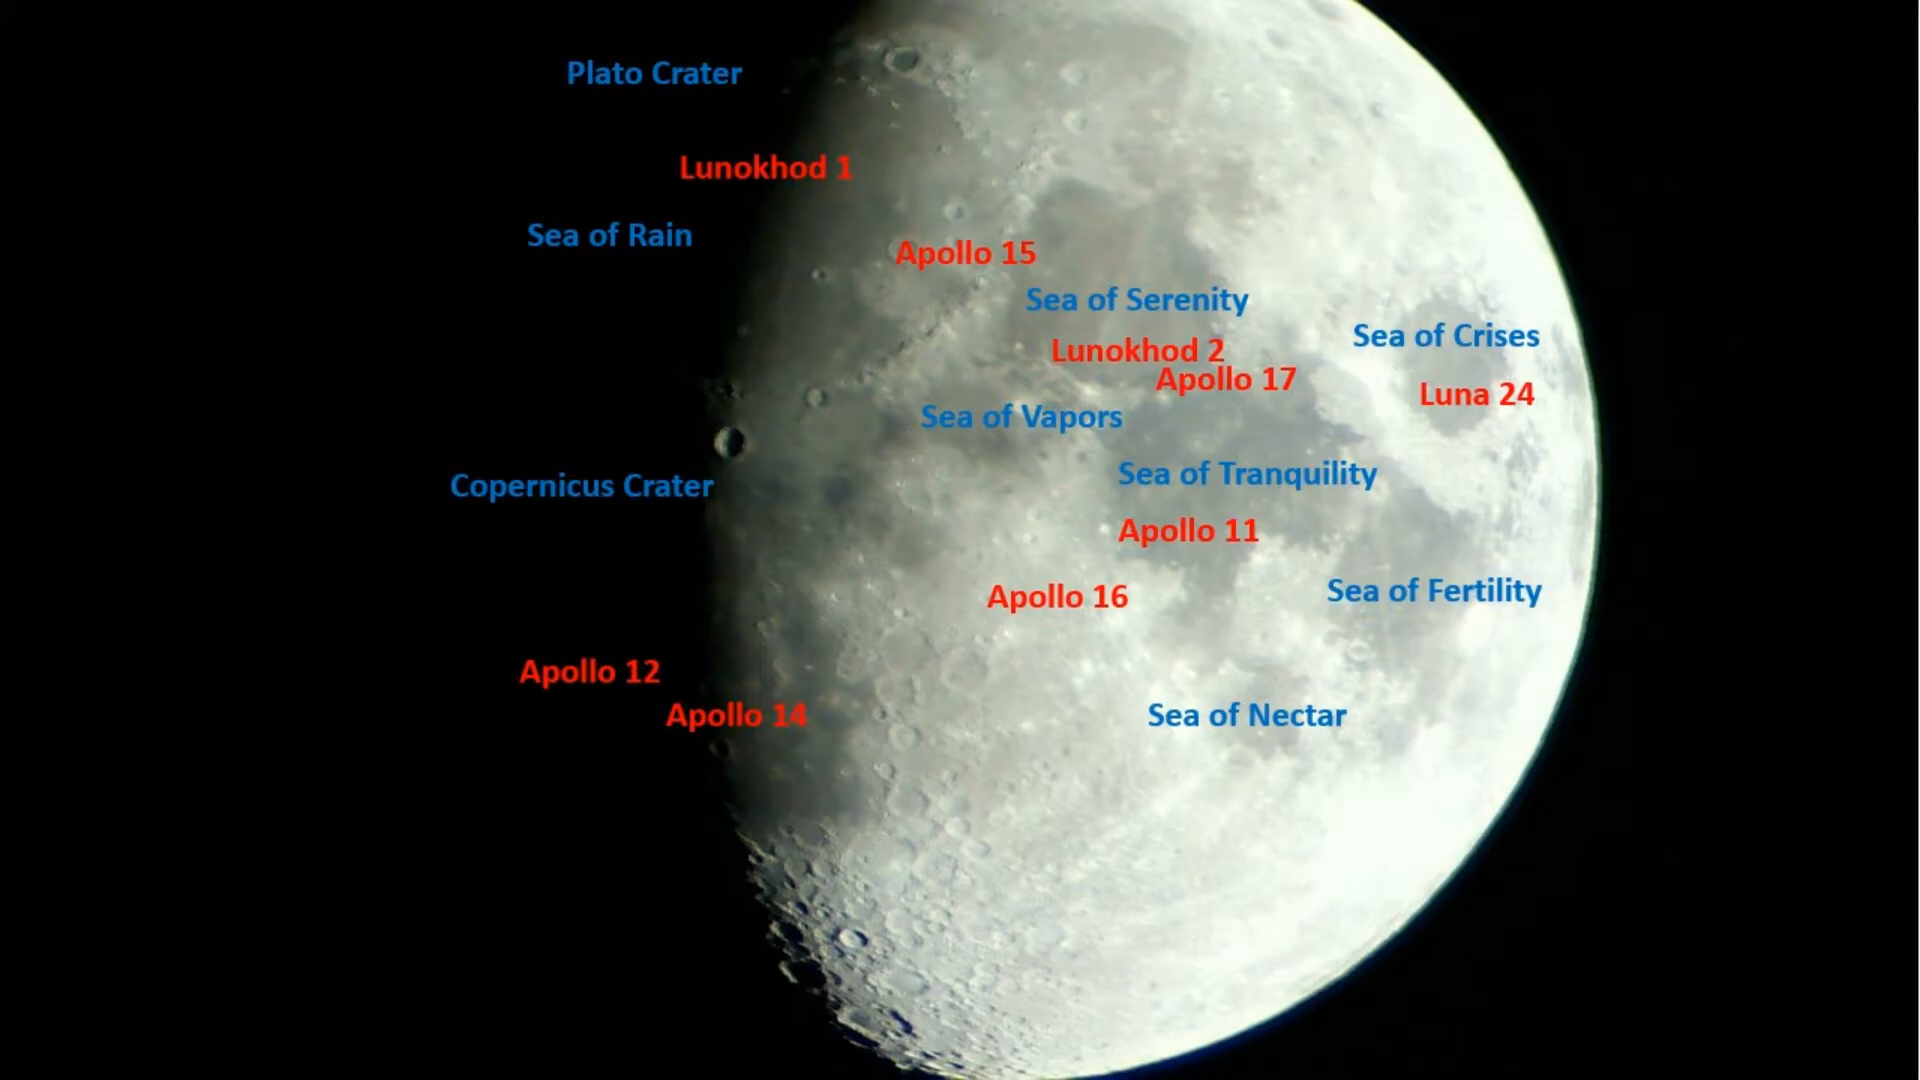 Plato Crater
Lunokhod 1
Sea of Rain
Apollo 15
Sea of Serenity
Sea of Crises
Lunokhod 2
Apollo 17
Luna 24
Sea of Vapors
Sea of Tranquility
Copernicus Crater
Apollo 11
Sea of Fertility
Apollo 16
Apollo 12
Apollo 14
Sea of Nectar